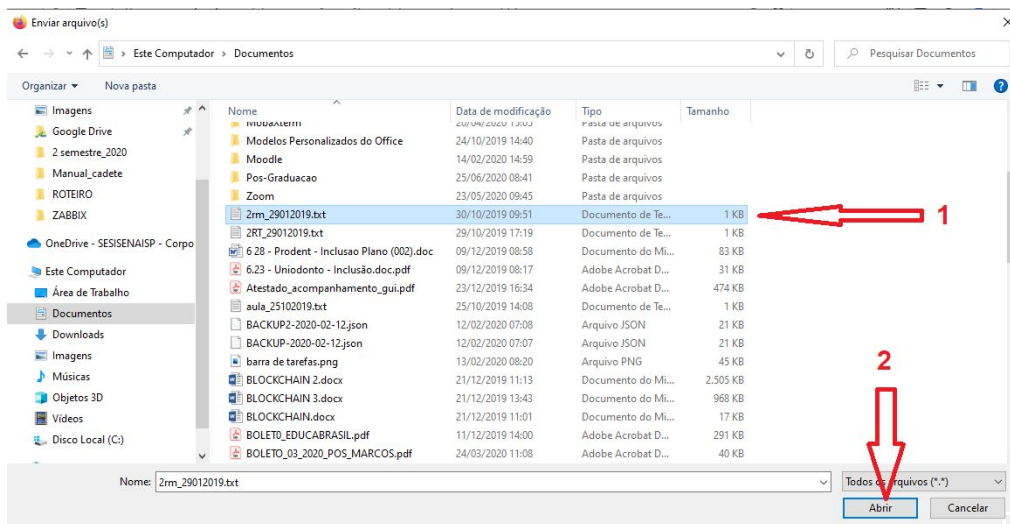 Enviar arquivo(s)
Este Computador > Documentos
Pesquisar Documentos
Organizar Nova pasta
Imagens
Google Drive
2 semestre_2020
Manual_cadete
ROTEIRO
ZABBIX
OneDrive - SESISENAISP - Corpo
Este Computador
Área de Trabalho
Documentos
Downloads
Imagens
Músicas
Objetos 3D
Vídeos
Disco Local (C:)
Nome Data de modificação Tipo Tamanho
MobaXterm 20/04/2020 15:05 Pasta de arquivos
Modelos Personalizados do Office 24/10/2019 14:40 Pasta de arquivos
Moodle 14/02/2020 14:59 Pasta de arquivos
Pos-Graduacao 25/06/2020 08:41 Pasta de arquivos
Zoom 23/05/2020 09:45 Pasta de arquivos
2rm_29012019.txt 30/10/2019 09:51 Documento de Te... 1 KB
1
2RT_29012019.txt 29/10/2019 17:19 Documento de Te... 1 KB
6 28 - Prodent - Inclusao Plano (002).doc 09/12/2019 08:58 Documento do Mi... 83 KB
6.23 - Uniodonto - Inclusão.doc.pdf 09/12/2019 08:17 Adobe Acrobat D... 31 KB
Atestado_acompanhamento_gui.pdf 23/12/2019 16:34 Adobe Acrobat D... 474 KB
aula_25102019.txt 25/10/2019 14:08 Documento de Te... 1 KB
BACKUP2-2020-02-12.json 12/02/2020 07:08 Arquivo JSON 21 KB
BACKUP-2020-02-12.json 12/02/2020 07:07 Arquivo JSON 21 KB
barra de tarefas.png 13/02/2020 08:20 Arquivo PNG 45 KB
BLOCKCHAIN 2.docx 21/12/2019 11:13 Documento do Mi... 2.505 KB
BLOCKCHAIN 3.docx 21/12/2019 13:43 Documento do Mi... 968 KB
BLOCKCHAIN.docx 21/12/2019 11:01 Documento do Mi... 17 KB
BOLET0_EDUCABRASIL.pdf 11/12/2019 14:00 Adobe Acrobat D... 291 KB
BOLETO_03_2020_POS_MARCOS.pdf 24/03/2020 11:08 Adobe Acrobat D... 40 KB
2
Nome: 2rm_29012019.txt
Todos os arquivos (*.*)
Abrir Cancelar